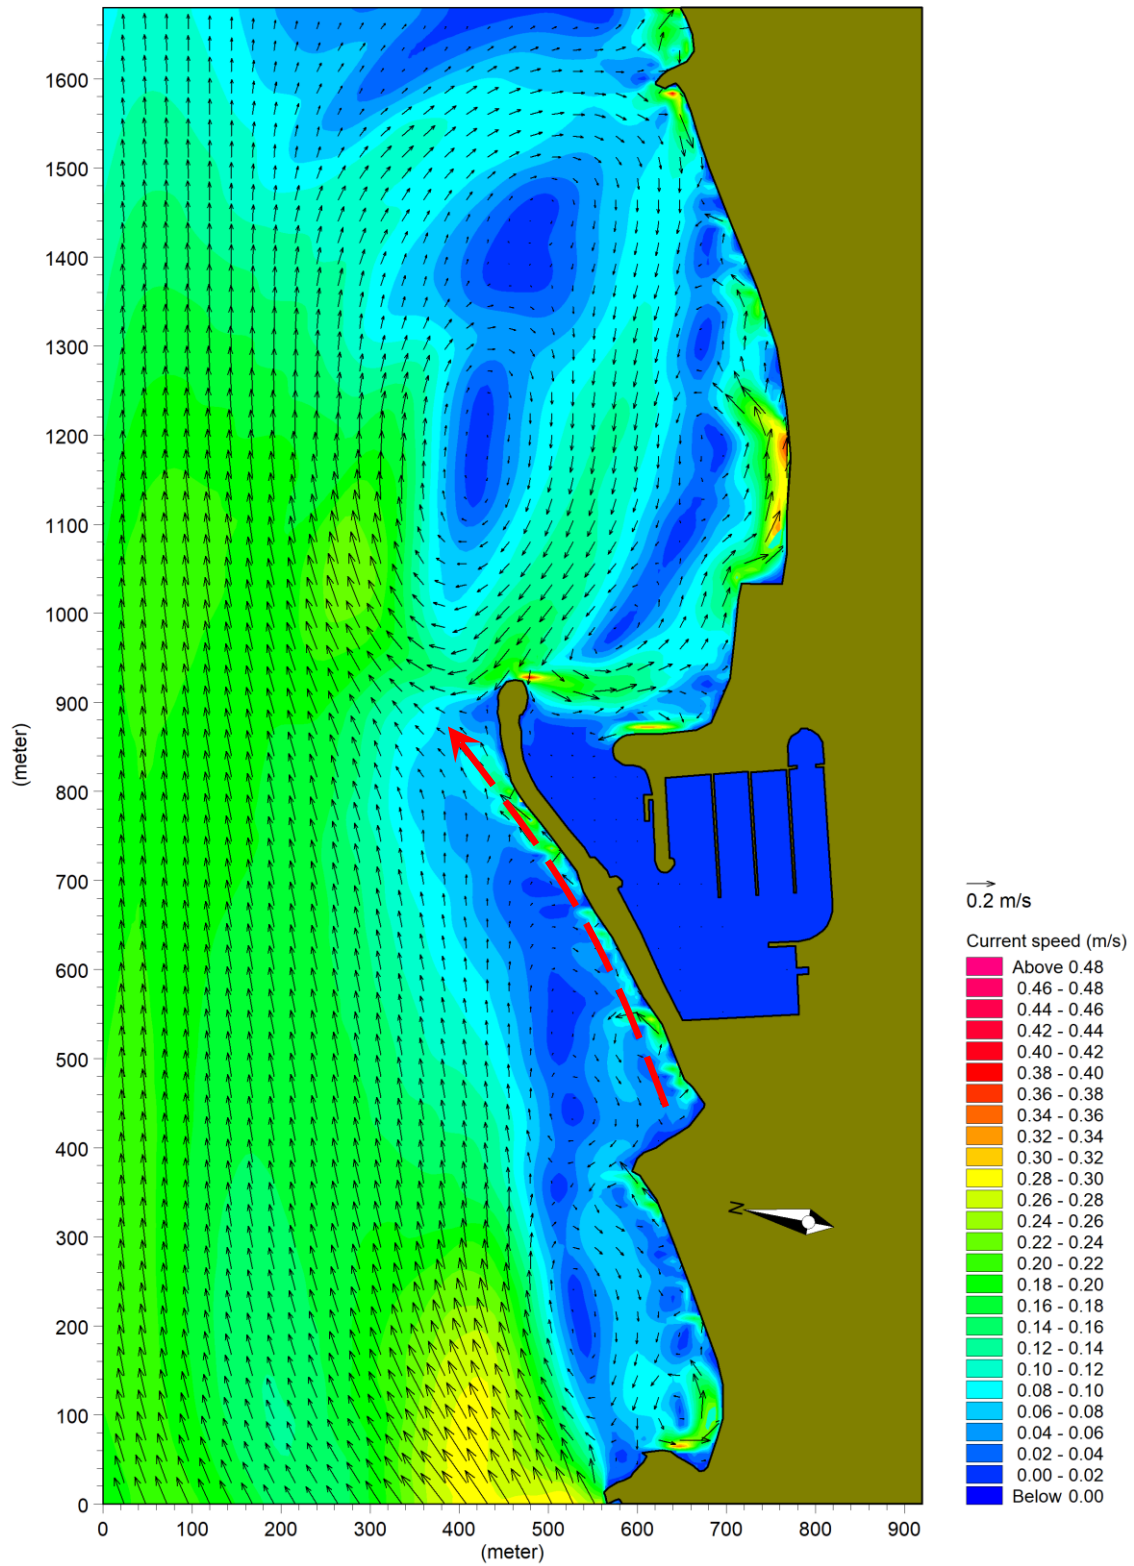 1600
1500
1400
1300
1200
1100
1000
900
800
700
600
500
400
300
200
100
0
(meter)
0 100 200 300 400 500 600 700 800 900
(meter)
N
0.2 m/s
Current speed (m/s)
Above 0.48
0.46 - 0.48
0.44 - 0.46
0.42 - 0.44
0.40 - 0.42
0.38 - 0.40
0.36 - 0.38
0.34 - 0.36
0.32 - 0.34
0.30 - 0.32
0.28 - 0.30
0.26 - 0.28
0.24 - 0.26
0.22 - 0.24
0.20 - 0.22
0.18 - 0.20
0.16 - 0.18
0.14 - 0.16
0.12 - 0.14
0.10 - 0.12
0.08 - 0.10
0.06 - 0.08
0.04 - 0.06
0.02 - 0.04
0.00 - 0.02
Below 0.00